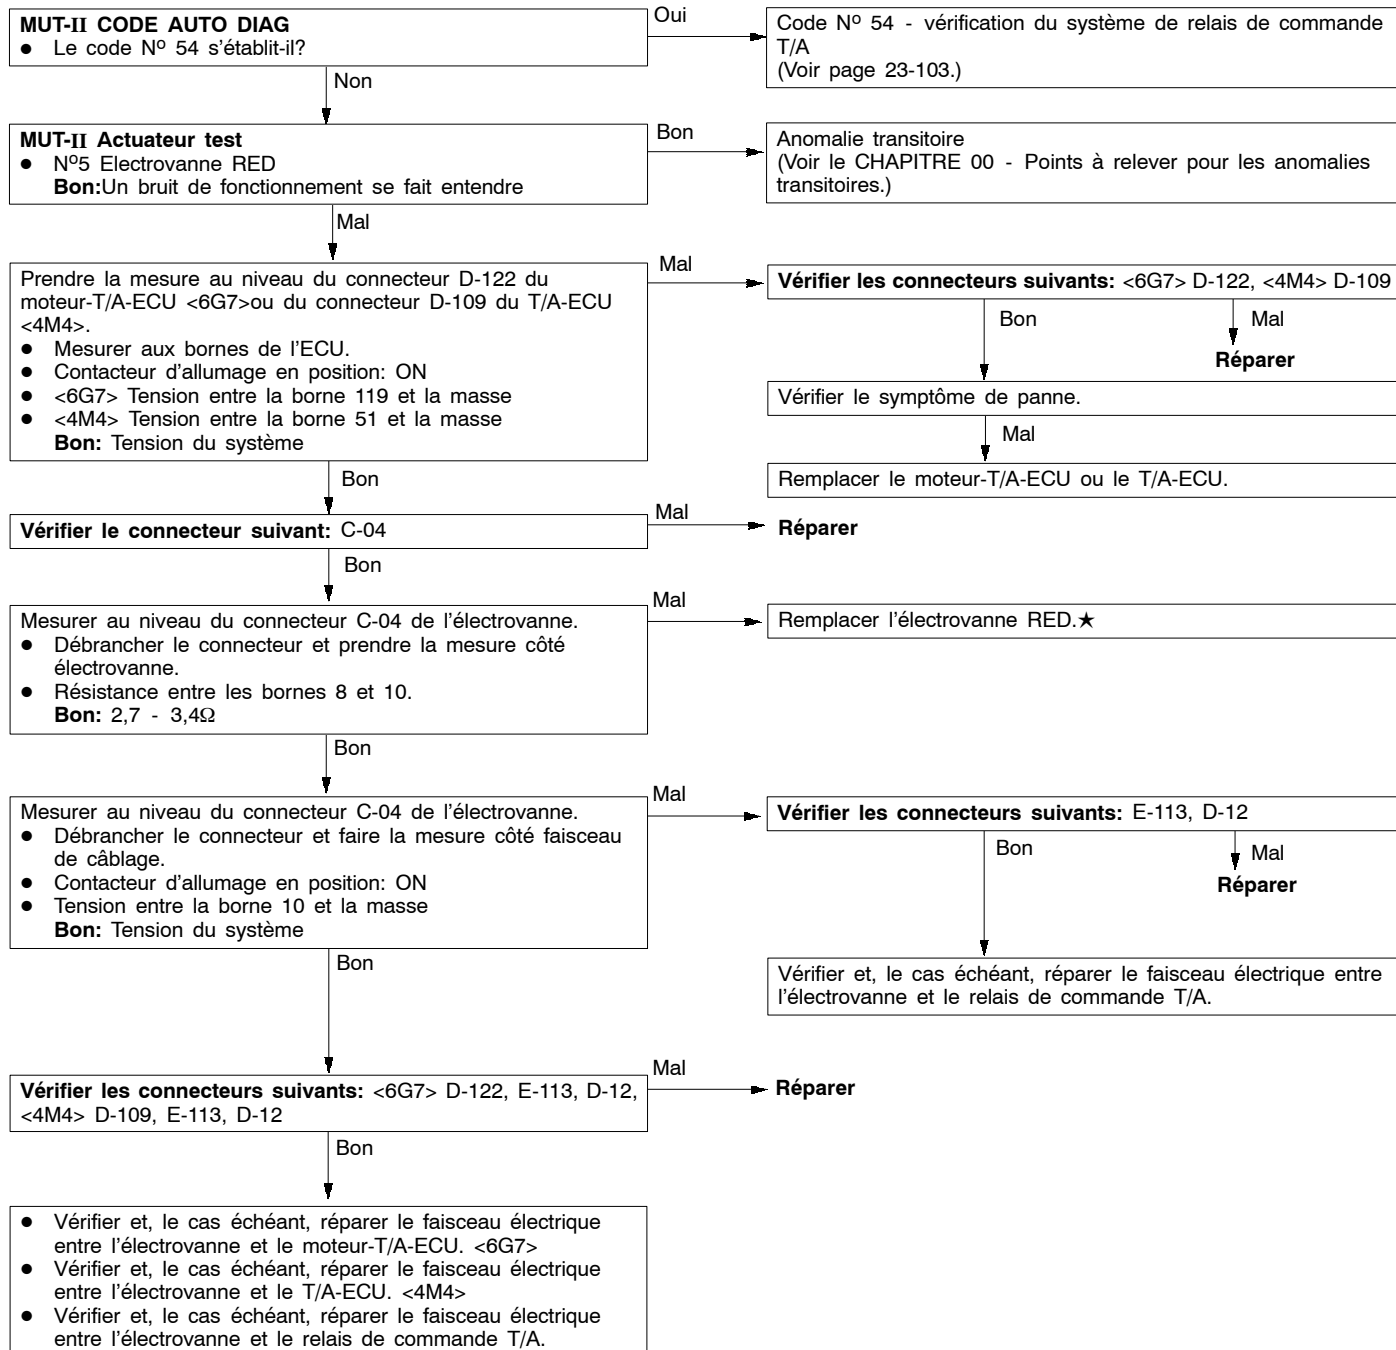 MUT-II CODE AUTO DIAG
● Le code Nº 54 s'établit-il?
Oui
Code Nº 54 - vérification du système de relais de commande
T/A
(Voir page 23-103.)
Non
MUT-II Actuateur test
● Nº5 Electrovanne RED
Bon:Un bruit de fonctionnement se fait entendre
Bon
Anomalie transitoire
(Voir le CHAPITRE 00 - Points à relever pour les anomalies
transitoires.)
Mal
Prendre la mesure au niveau du connecteur D-122 du
moteur-T/A-ECU <6G7>ou du connecteur D-109 du T/A-ECU
<4M4>.
● Mesurer aux bornes de l'ECU.
● Contacteur d'allumage en position: ON
● <6G7> Tension entre la borne 119 et la masse
● <4M4> Tension entre la borne 51 et la masse
Bon: Tension du système
Mal
Vérifier les connecteurs suivants: <6G7> D-122, <4M4> D-109
Bon
Mal
Réparer
Vérifier le symptôme de panne.
Mal
Remplacer le moteur-T/A-ECU ou le T/A-ECU.
Bon
Vérifier le connecteur suivant: C-04
Mal
Réparer
Bon
Mesurer au niveau du connecteur C-04 de l'électrovanne.
● Débrancher le connecteur et prendre la mesure côté
électrovanne.
● Résistance entre les bornes 8 et 10.
Bon: 2,7 - 3,4Ω
Mal
Remplacer l'électrovanne RED.★
Bon
Mesurer au niveau du connecteur C-04 de l'électrovanne.
● Débrancher le connecteur et faire la mesure côté faisceau
de câblage.
● Contacteur d'allumage en position: ON
● Tension entre la borne 10 et la masse
Bon: Tension du système
Mal
Vérifier les connecteurs suivants: E-113, D-12
Bon
Mal
Réparer
Vérifier et, le cas échéant, réparer le faisceau électrique entre
l'électrovanne et le relais de commande T/A.
Bon
Vérifier les connecteurs suivants: <6G7> D-122, E-113, D-12,
<4M4> D-109, E-113, D-12
Mal
Réparer
Bon
● Vérifier et, le cas échéant, réparer le faisceau électrique
entre l'électrovanne et le moteur-T/A-ECU. <6G7>
● Vérifier et, le cas échéant, réparer le faisceau électrique
entre l'électrovanne et le T/A-ECU. <4M4>
● Vérifier et, le cas échéant, réparer le faisceau électrique
entre l'électrovanne et le relais de commande T/A.